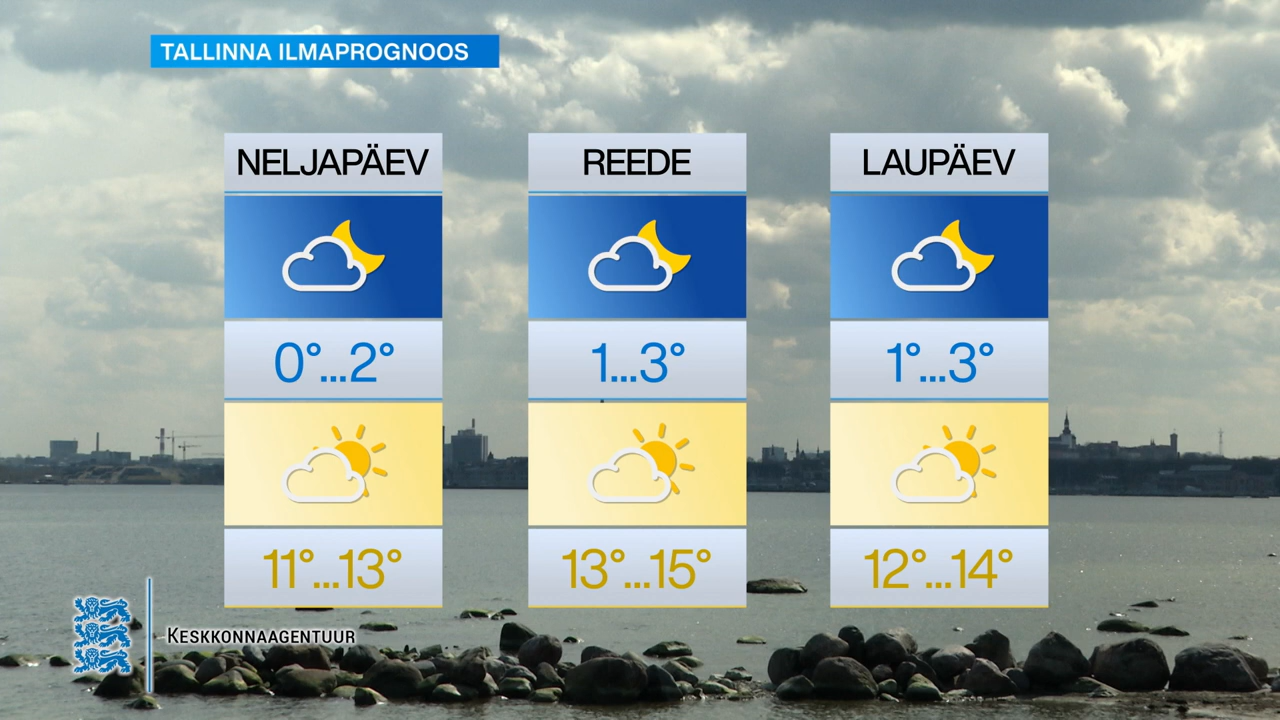 TALLINNA ILMAPROGNOOS
NELJAPÄEV
0°...2°
11°...13°
REEDE
1...3°
13°...15°
LAUPÄEV
1°...3°
12°...14°
KESKKONNAAGENTUUR